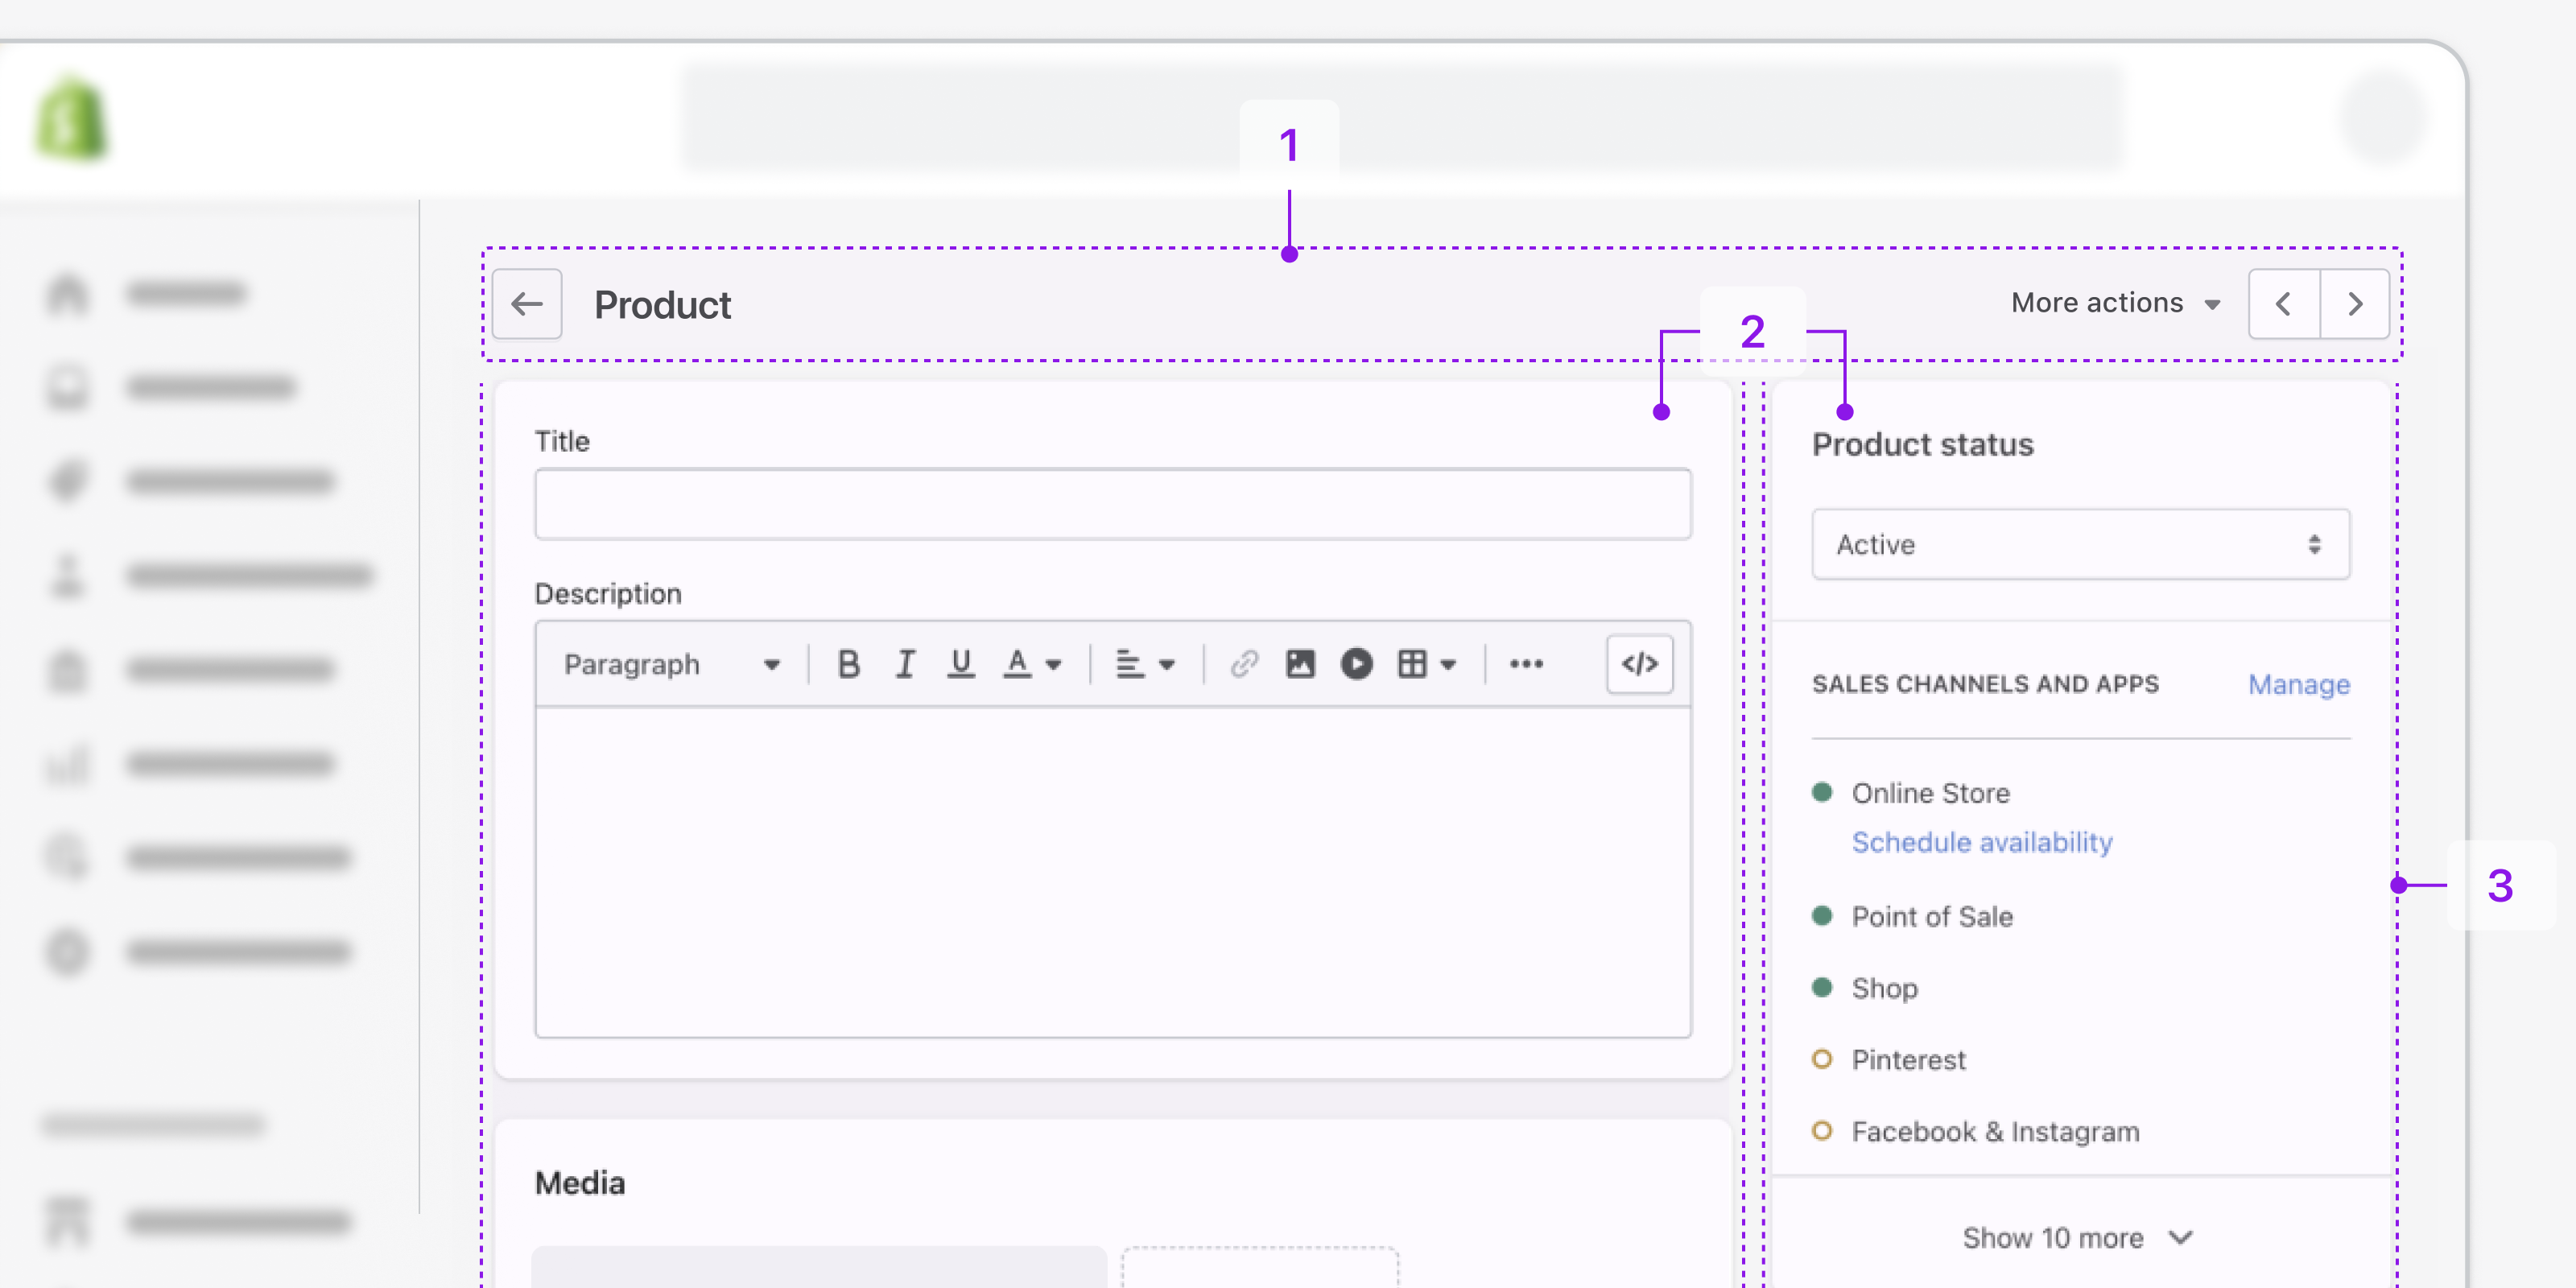 1
Product
More actions
2
Title
Description
Paragraph
B I U A
</>
Media
Product status
Active
SALES CHANNELS AND APPS Manage
Online Store
Schedule availability
Point of Sale
Shop
Pinterest
Facebook & Instagram
Show 10 more
3